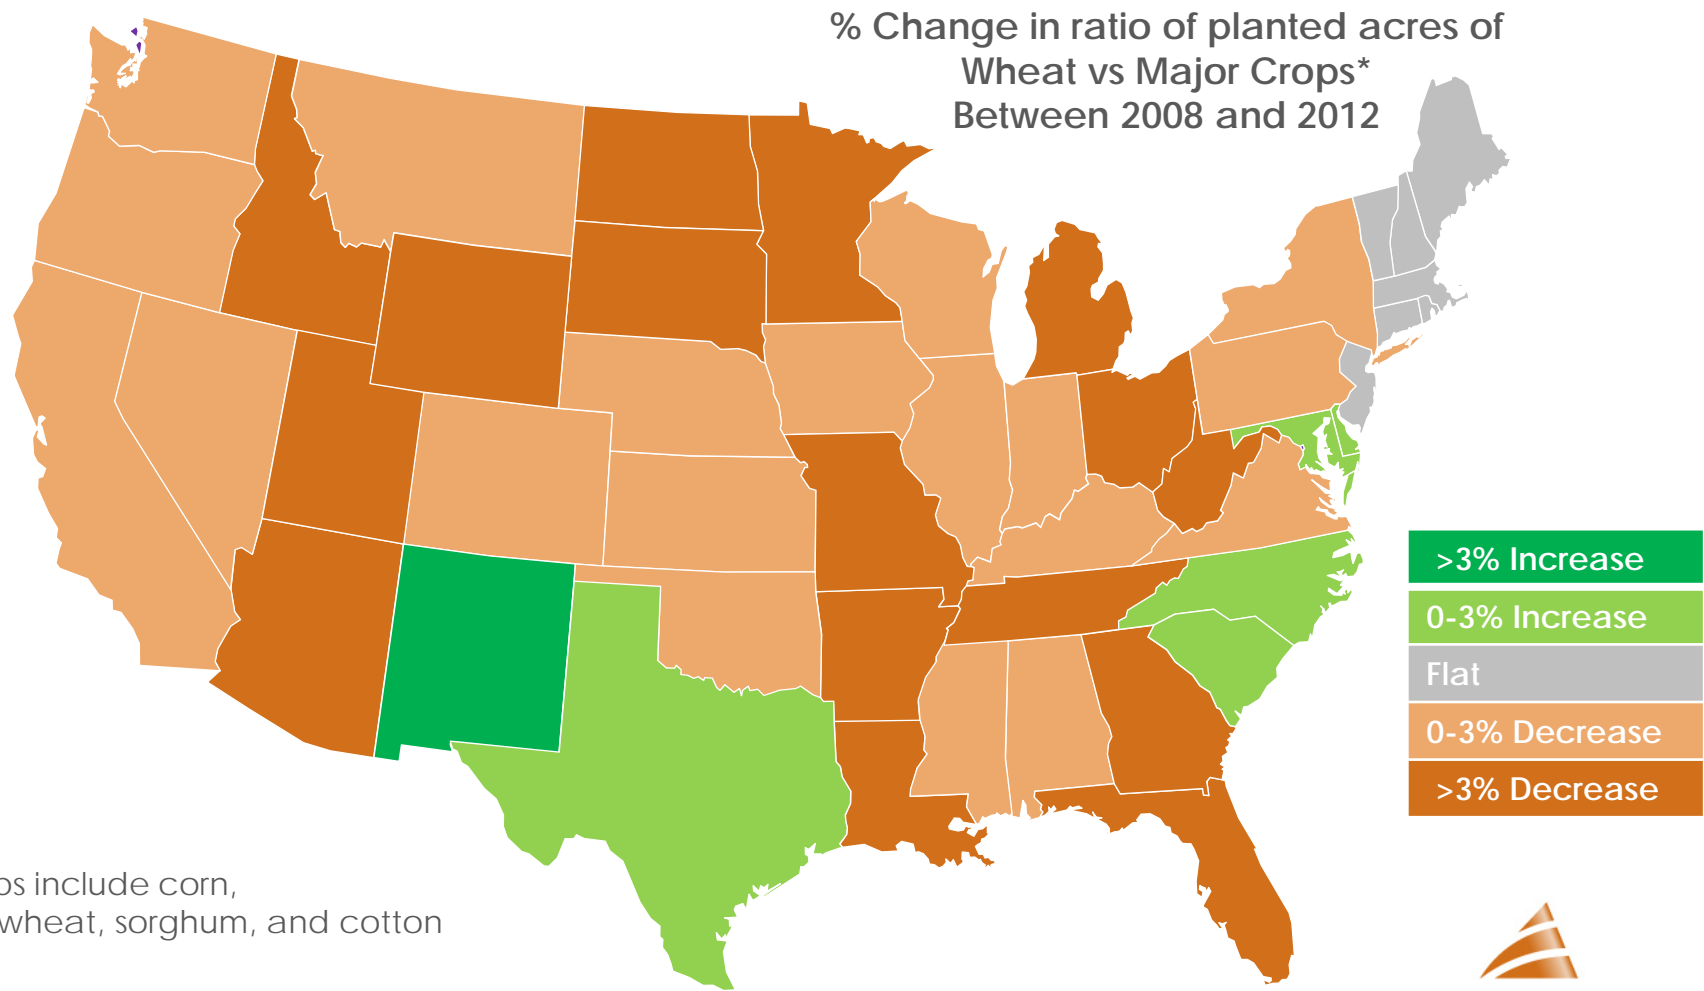 % Change in ratio of planted acres of
Wheat vs Major Crops*
Between 2008 and 2012
>3% Increase
0-3% Increase
Flat
0-3% Decrease
>3% Decrease
include corn,
wheat, sorghum, and cotton